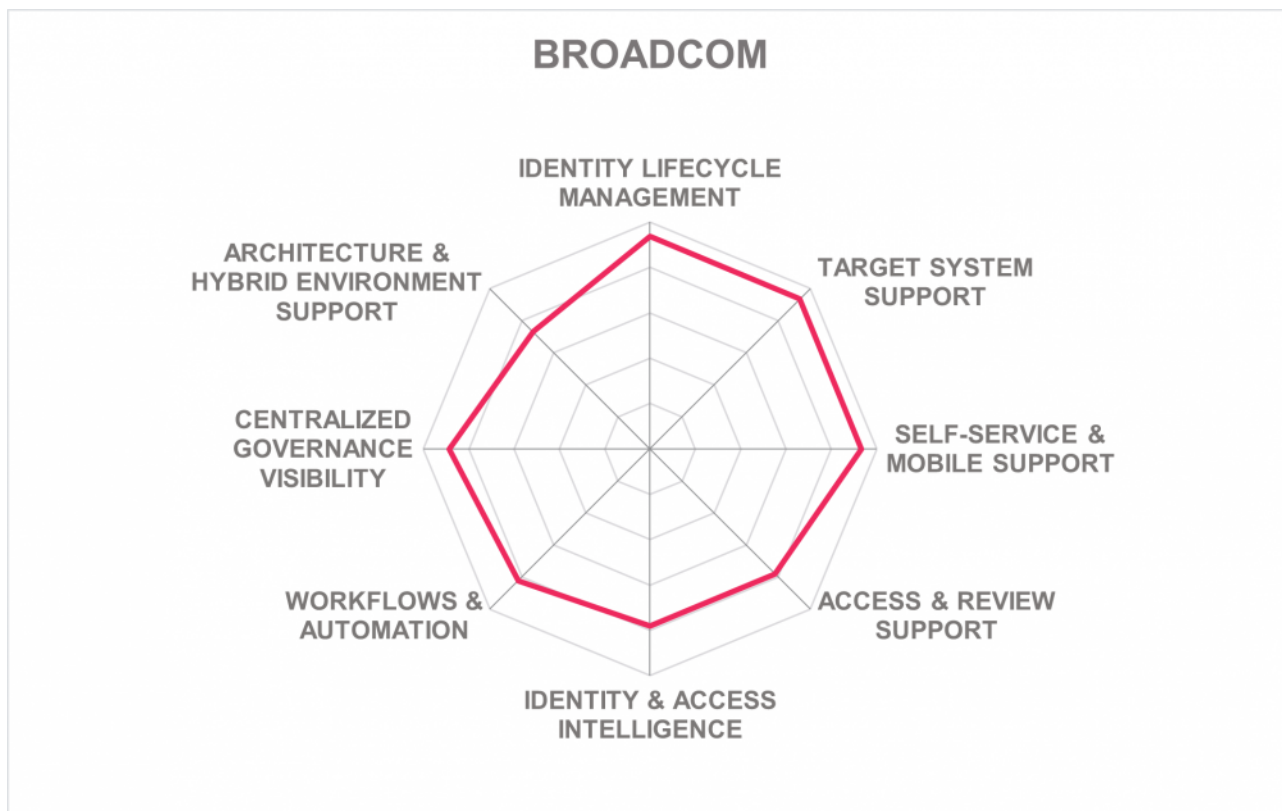 BROADCOM
IDENTITY LIFECYCLE
MANAGEMENT
TARGET SYSTEM
SUPPORT
SELF-SERVICE &
MOBILE SUPPORT
ACCESS & REVIEW
SUPPORT
IDENTITY & ACCESS
INTELLIGENCE
WORKFLOWS &
AUTOMATION
CENTRALIZED
GOVERNANCE
VISIBILITY
ARCHITECTURE &
HYBRID ENVIRONMENT
SUPPORT